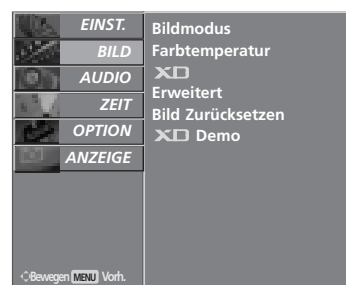 EINST.
BILD
AUDIO
ZEIT
OPTION
ANZEIGE
Bewegen MENU Vorh.
Bildmodus
Farbtemperatur
XD
Erweitert
Bild Zurücksetzen
XD Demo